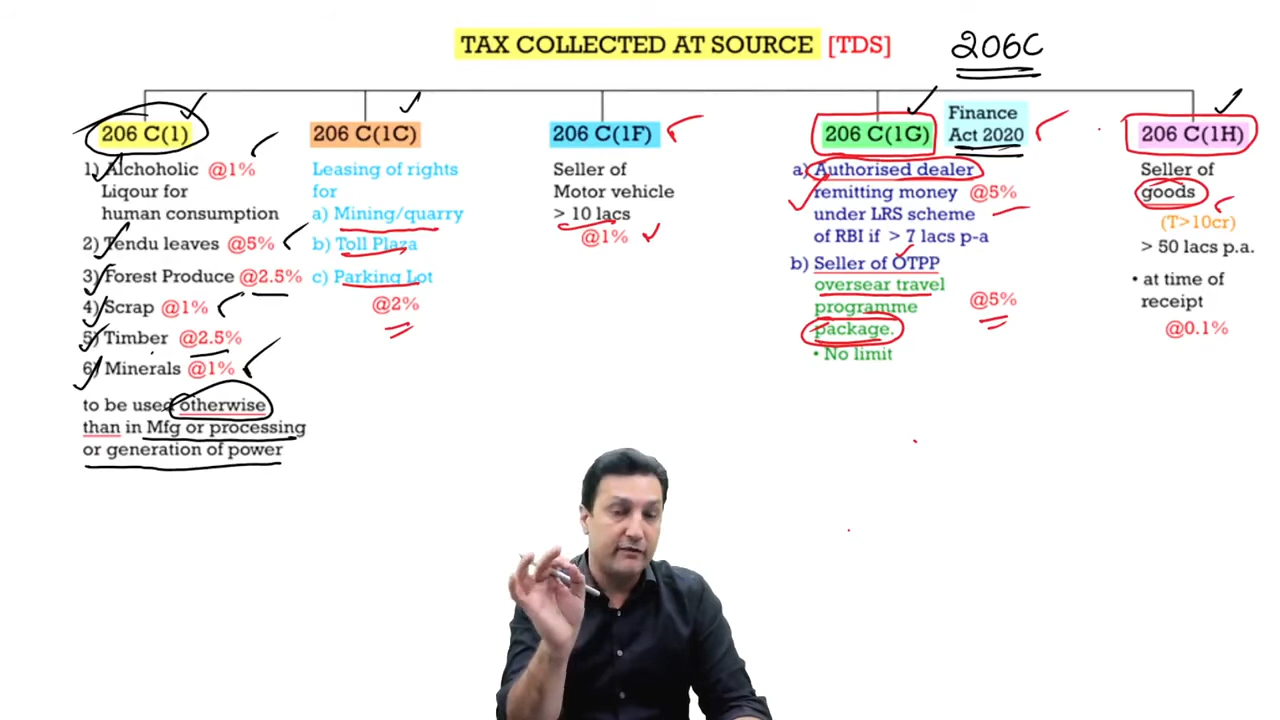 TAX COLLECTED AT SOURCE [TDS] 206C
206 C(1)
1) Alchoholic @1%
Liqour for
human consumption
2) Tendu leaves @5%
3) Forest Produce @2.5%
4) Scrap @1%
5) Timber @2.5%
6) Minerals @1%
to be used otherwise
than in Mfg or processing
or generation of power
206 C(1C)
Leasing of rights
for
a) Mining/quarry
b) Toll Plaza
c) Parking Lot
@2%
206 C(1F)
Seller of
Motor vehicle
> 10 lacs
@1%
206 C(1G)
Finance
Act 2020
a) Authorised dealer
remitting money @5%
under LRS scheme
of RBI if > 7 lacs p-a
b) Seller of OTPP
oversear travel
programme @5%
package.
• No limit
206 C(1H)
Seller of
goods
(T>10cr)
> 50 lacs p.a.
• at time of
receipt
@0.1%